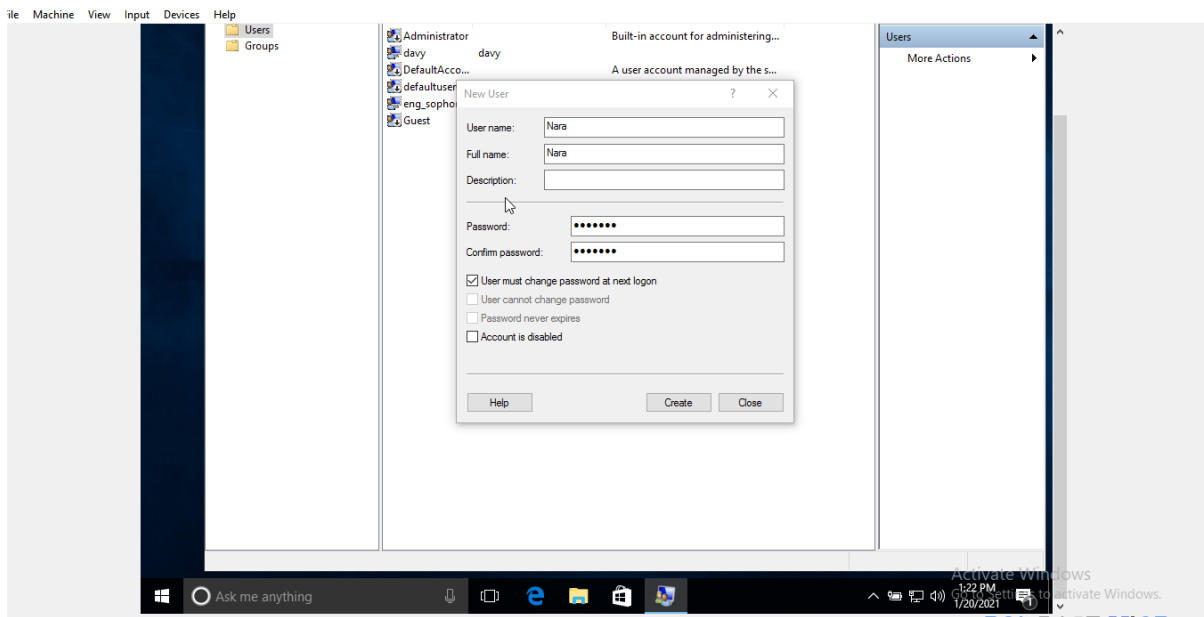 ile Machine View Input Devices Help
Users
Groups
Administrator Built-in account for administering...
davy davy
DefaultAcco... A user account managed by the s...
defaultuser
eng_sopho
Guest
Users
More Actions
New User ?
User name: Nara
Full name: Nara
Description:
Password: •••••••
Confirm password: •••••••
User must change password at next logon
User cannot change password
Password never expires
Account is disabled
Help Create Close
Activate Windows
Go to Settings to activate Windows.
Ask me anything
1:22 PM
1/20/2021
1